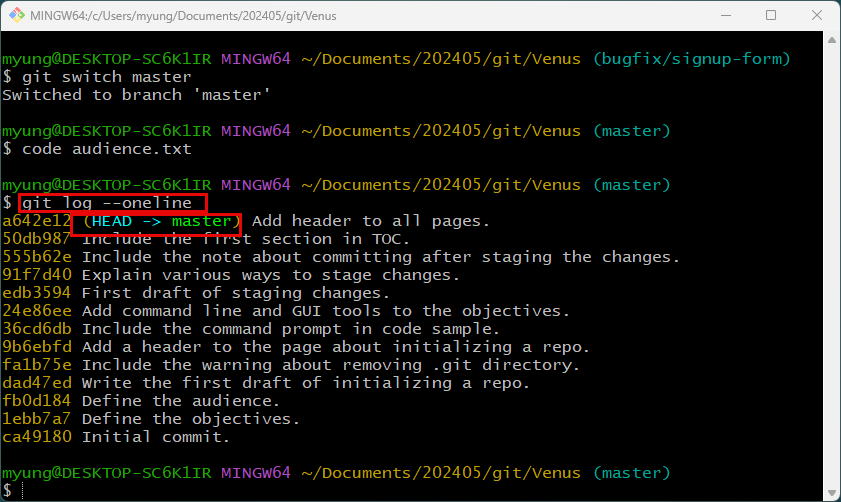 MINGW64:/c/Users/myung/Documents/202405/git/Venus
myung@DESKTOP-SC6K1IR MINGW64 ~/Documents/202405/git/Venus (bugfix/signup-form)
$ git switch master
Switched to branch 'master'
myung@DESKTOP-SC6K1IR MINGW64 ~/Documents/202405/git/Venus (master)
$ code audience.txt
myung@DESKTOP-SC6K1IR MINGW64 ~/Documents/202405/git/Venus (master)
$ git log --oneline
a642e12 (HEAD -> master) Add header to all pages.
50db987 Include the first section in TOC.
555b62e Include the note about committing after staging the changes.
91f7d40 Explain various ways to stage changes.
edb3594 First draft of staging changes.
24e86ee Add command line and GUI tools to the objectives.
36cd6db Include the command prompt in code sample.
9b6ebfd Add a header to the page about initializing a repo.
fa1b75e Include the warning about removing .git directory.
dad47ed Write the first draft of initializing a repo.
fb0d184 Define the audience.
1ebb7a7 Define the objectives.
ca49180 Initial commit.
myung@DESKTOP-SC6K1IR MINGW64 ~/Documents/202405/git/Venus (master)
$